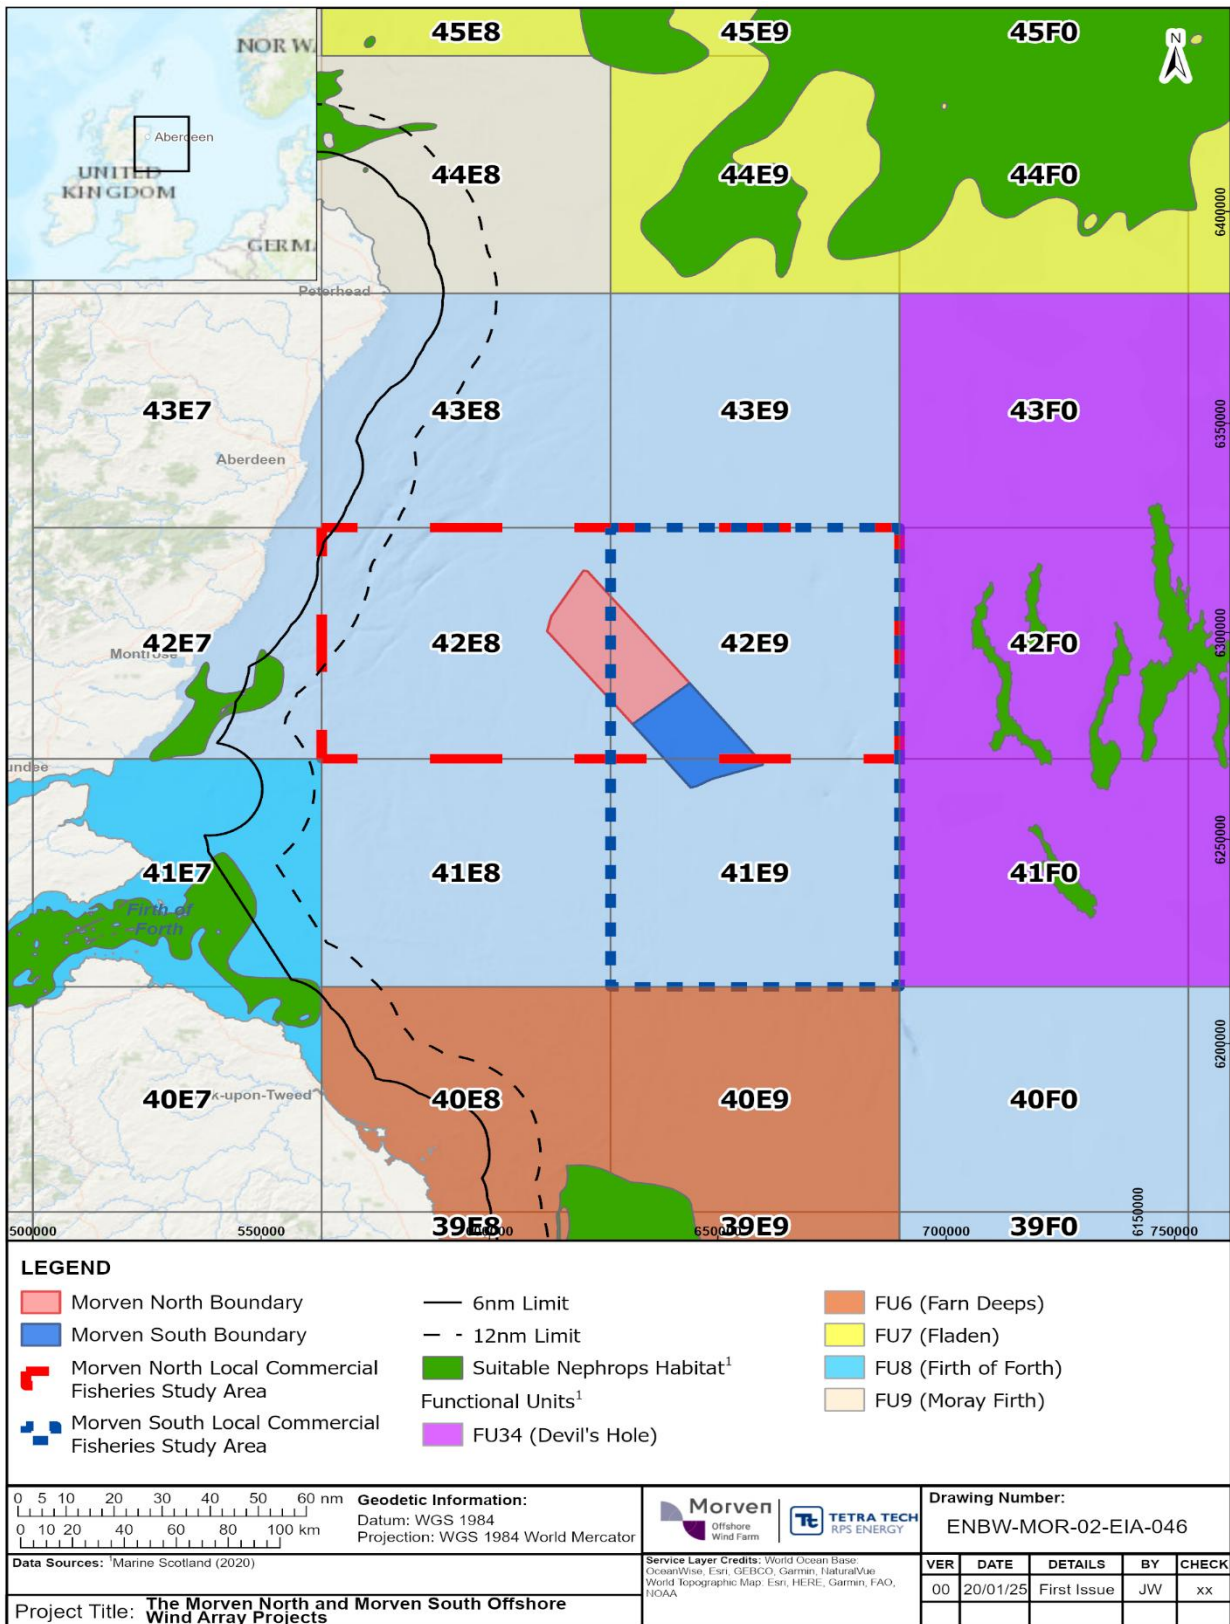 45E8
45E9
45F0
N
NORW
Aberdeen
UNITED
KINGDOM
GERM
44E8
44E9
44F0
6400000
Peterhead
43E7
43E8
43E9
43F0
6350000
Aberdeen
42E7
42E8
42E9
42F0
6300000
Montrose
undee
41E7
41E8
41E9
41F0
6250000
Firth of
Forth
6200000
40E7
k-upon-Tweed
40E8
40E9
40F0
6150000
39E8
39E9
39F0
500000
550000
600000
650000
700000
750000
LEGEND
Morven North Boundary
Morven South Boundary
Morven North Local Commercial
Fisheries Study Area
Morven South Local Commercial
Fisheries Study Area
6nm Limit
12nm Limit
Suitable Nephrops Habitat¹
Functional Units¹
FU34 (Devil's Hole)
FU6 (Farn Deeps)
FU7 (Fladen)
FU8 (Firth of Forth)
FU9 (Moray Firth)
0 5 10 20 30 40 50 60 nm
0 10 20 40 60 80 100 km
Geodetic Information:
Datum: WGS 1984
Projection: WGS 1984 World Mercator
Morven
Offshore
Wind Farm
Tt
TETRA TECH
RPS ENERGY
Drawing Number:
ENBW-MOR-02-EIA-046
Data Sources: ¹Marine Scotland (2020)
Service Layer Credits: World Ocean Base:
OceanWise, Esri, GEBCO, Garmin, NaturalVue
World Topographic Map: Esri, HERE, Garmin, FAO,
NOAA
VER DATE DETAILS BY CHECK
00 20/01/25 First Issue JW xx
Project Title: The Morven North and Morven South Offshore
Wind Array Projects